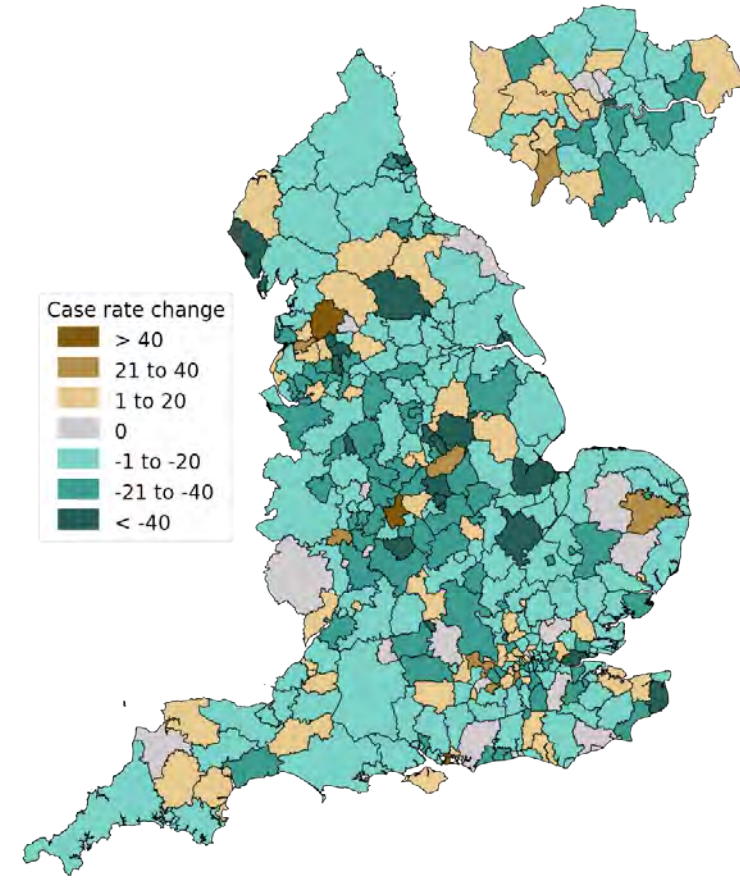 Case rate change
> 40
21 to 40
1 to 20
0
-1 to -20
-21 to -40
< -40